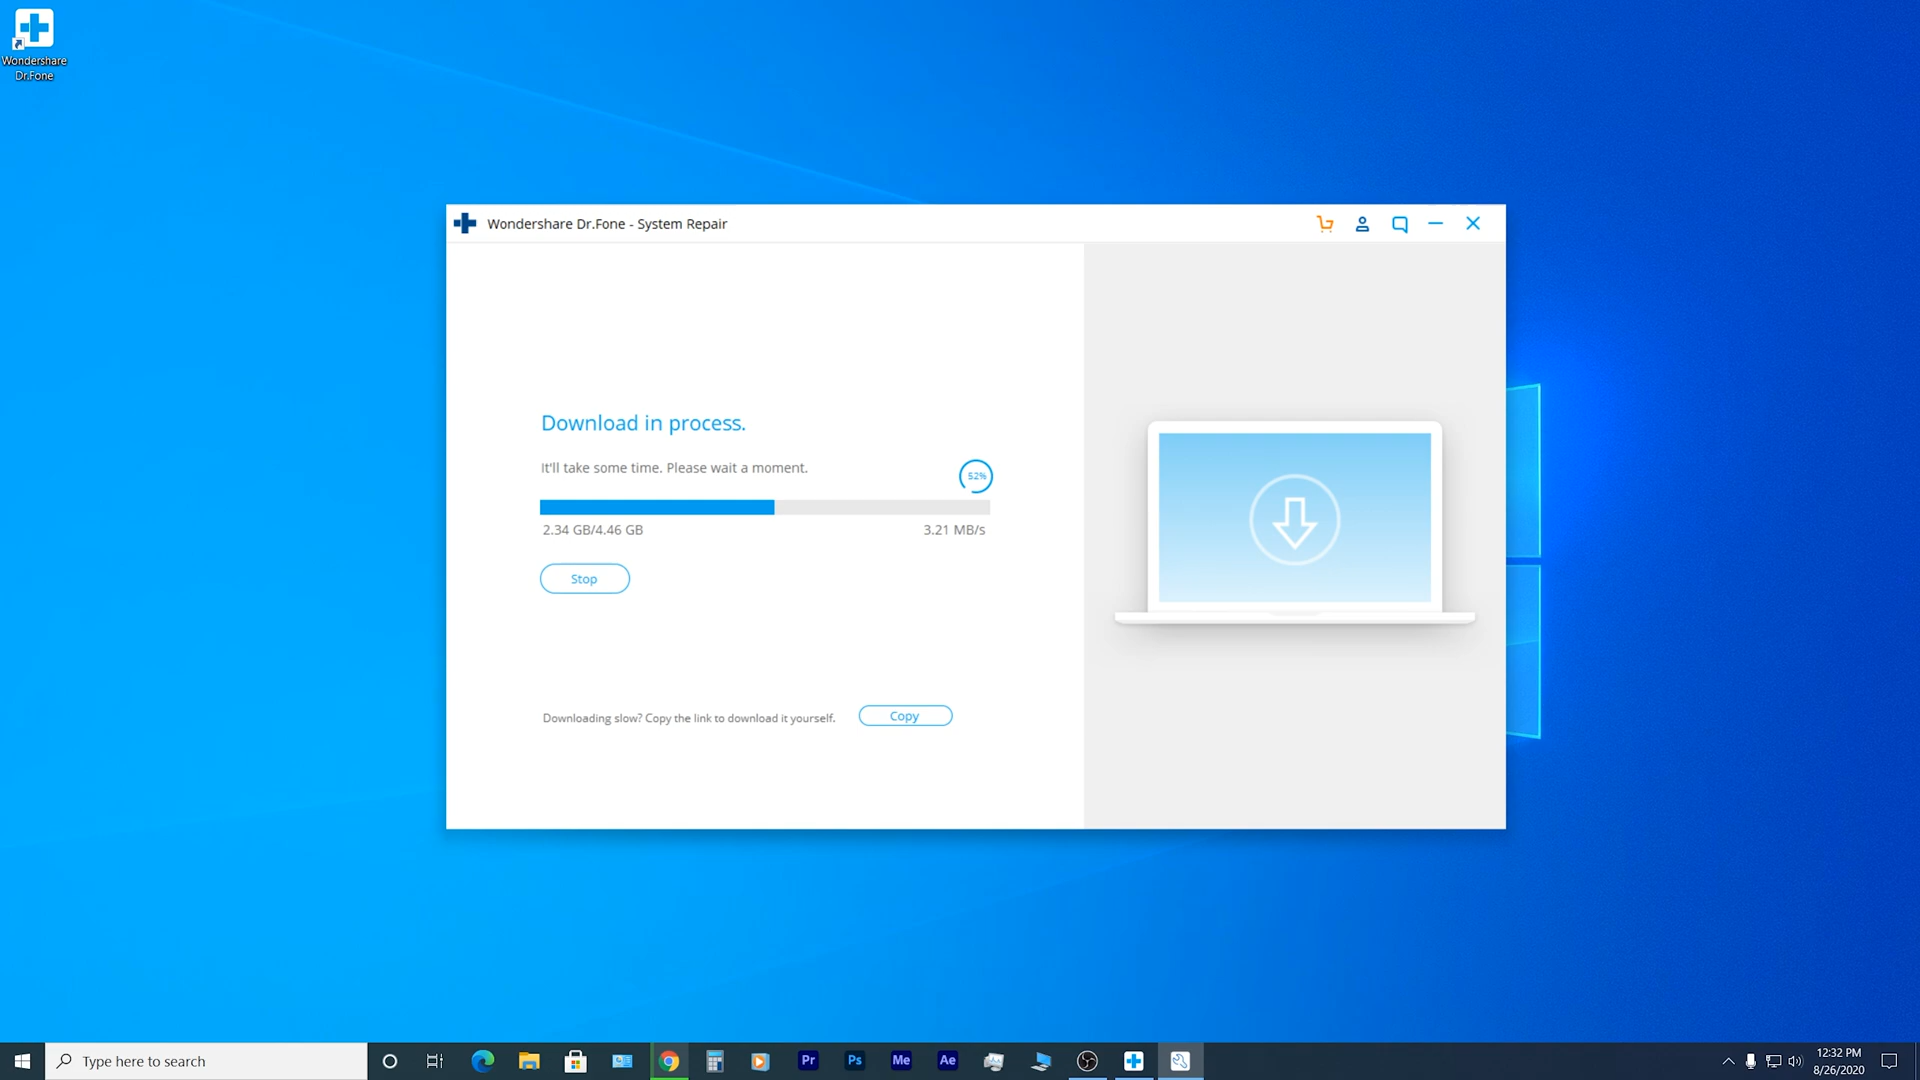 Wondershare
Dr.Fone
Wondershare Dr.Fone - System Repair
Download in process.
It'll take some time. Please wait a moment.
52%
2.34 GB/4.46 GB
3.21 MB/s
Stop
Downloading slow? Copy the link to download it yourself.
Copy
Type here to search
Pr
Ps
Me
Ae
12:32 PM
8/26/2020